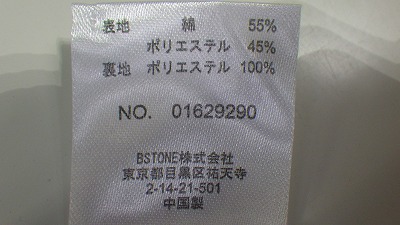 表地 綿 55%
ポリエステル 45%
裏地 ポリエステル 100%
NO. 01629290
BSTONE株式会社
東京都目黒区祐天寺
2-14-21-501
中国製